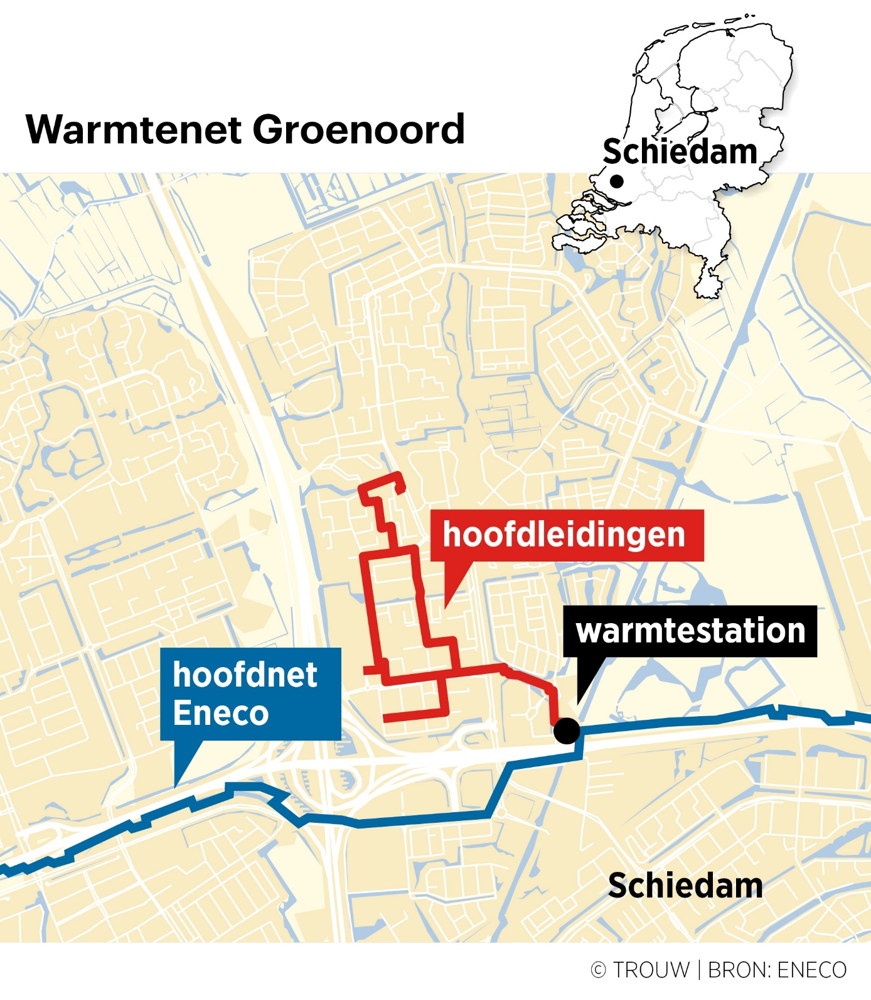 Warmtenet Groenoord
Schiedam
hoofdleidingen
warmtestation
hoofdnet
Eneco
Schiedam
© TROUW | BRON: ENECO